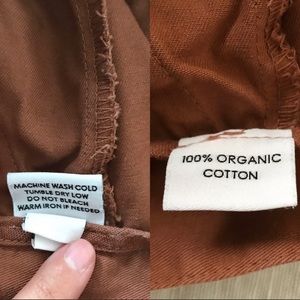 MACHINE WASH COLD
TUMBLE DRY LOW
DO NOT BLEACH
WARM IRON IF NEEDED
100% ORGANIC
COTTON